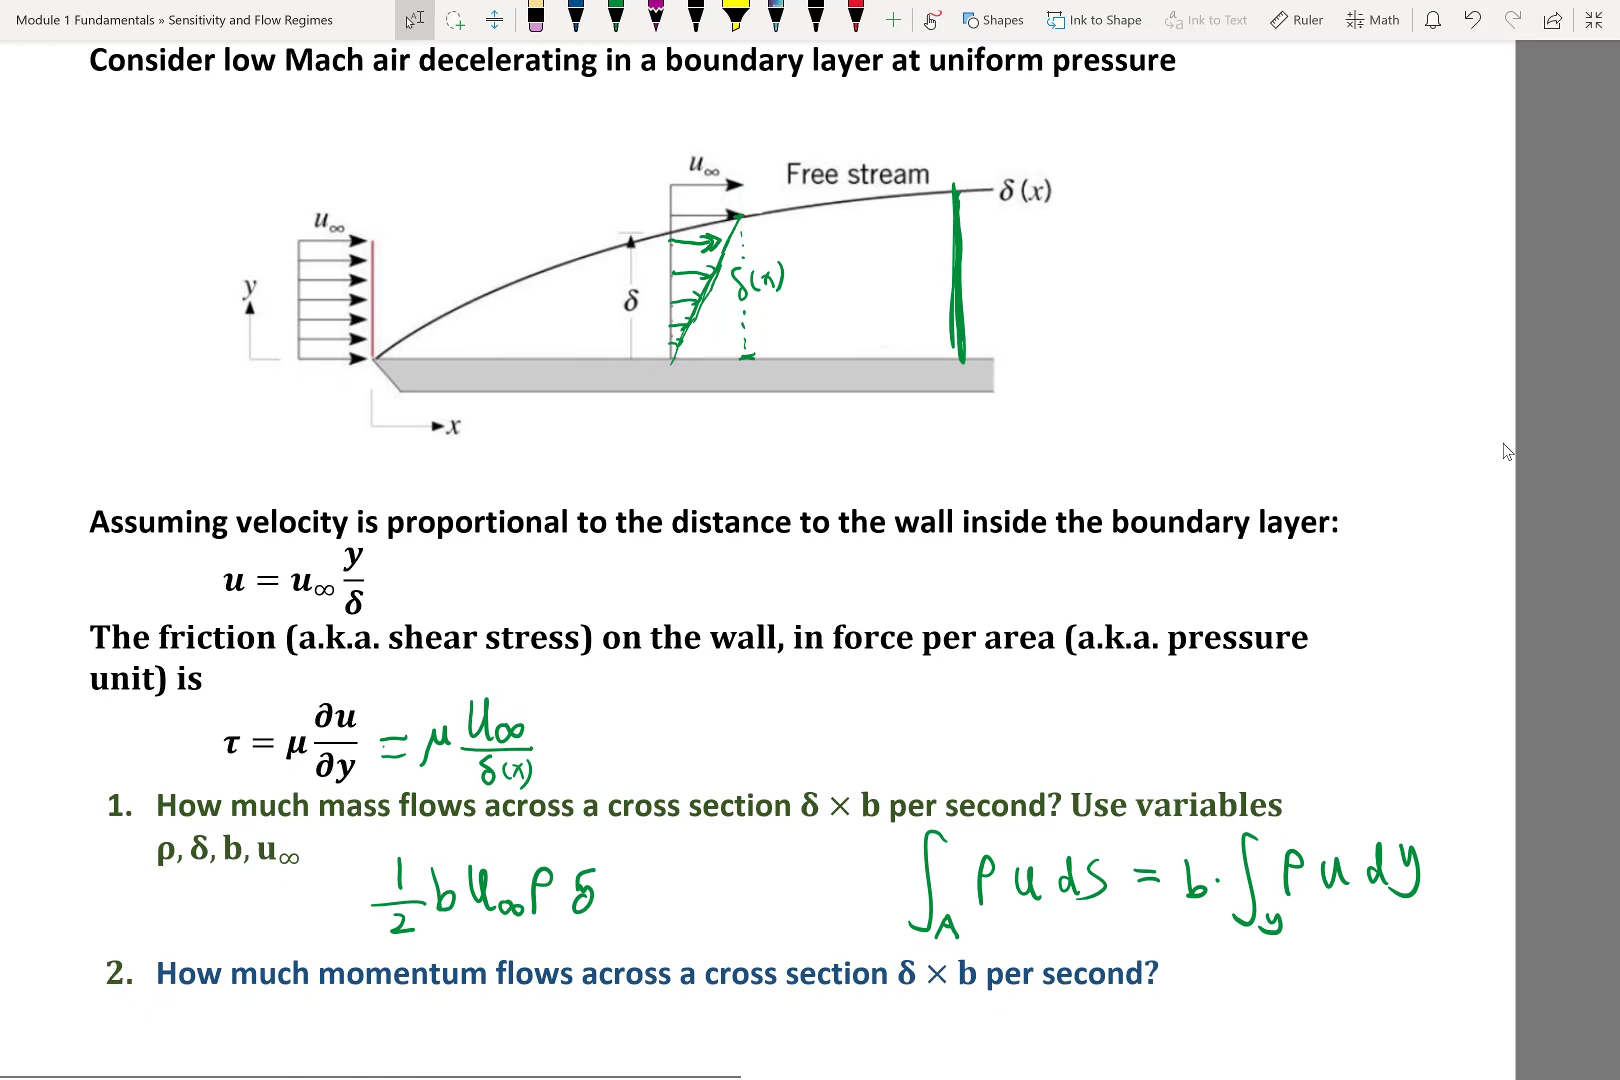 Module 1 Fundamentals » Sensitivity and Flow Regimes
Shapes Ink to Shape Ink to Text Ruler Math
Consider low Mach air decelerating in a boundary layer at uniform pressure
u∞ Free stream
δ(x)
u∞
y
δ
δ(x)
x
Assuming velocity is proportional to the distance to the wall inside the boundary layer:
u = u∞ y/δ
The friction (a.k.a. shear stress) on the wall, in force per area (a.k.a. pressure
unit) is
τ = μ ∂u/∂y = μ U∞/δ(x)
1. How much mass flows across a cross section δ × b per second? Use variables
ρ, δ, b, u∞
1/2 b U∞ ρ δ
∫A ρ u ds = b · ∫y ρ u dy
2. How much momentum flows across a cross section δ × b per second?